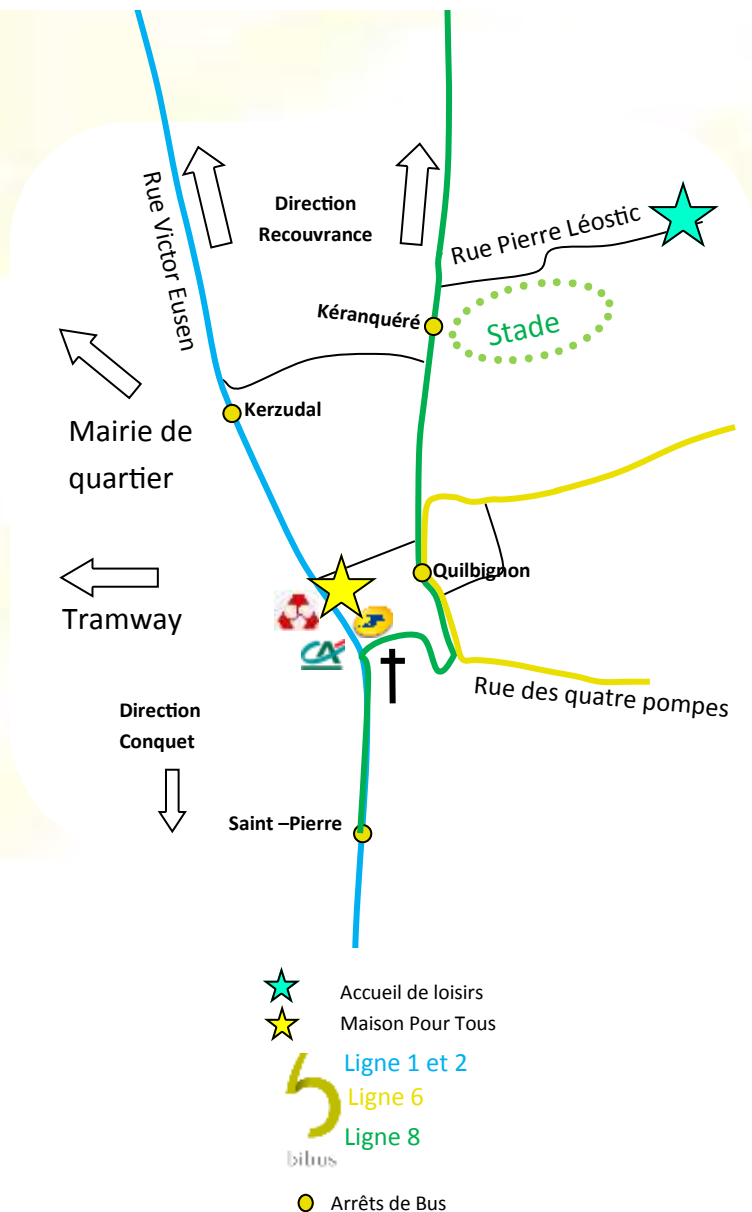 Rue Victor Eusen
Direction
Recouvrance
Rue Pierre Léostic
Kéranquéré
Stade
Kerzudal
Mairie de
quartier
Quilbignon
Tramway
CA
Rue des quatre pompes
Direction
Conquet
Saint –Pierre
Accueil de loisirs
Maison Pour Tous
Ligne 1 et 2
Ligne 6
Ligne 8
bibus
Arrêts de Bus